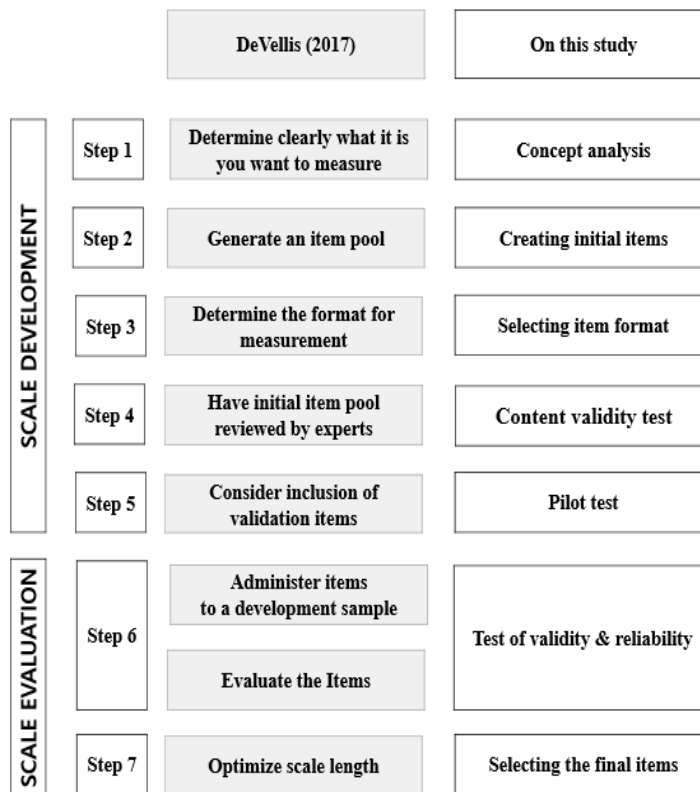 DeVellis (2017)
On this study
SCALE DEVELOPMENT
Step 1
Determine clearly what it is
you want to measure
Concept analysis
Step 2
Generate an item pool
Creating initial items
Step 3
Determine the format for
measurement
Selecting item format
Step 4
Have initial item pool
reviewed by experts
Content validity test
Step 5
Consider inclusion of
validation items
Pilot test
SCALE EVALUATION
Step 6
Administer items
to a development sample
Evaluate the Items
Test of validity & reliability
Step 7
Optimize scale length
Selecting the final items